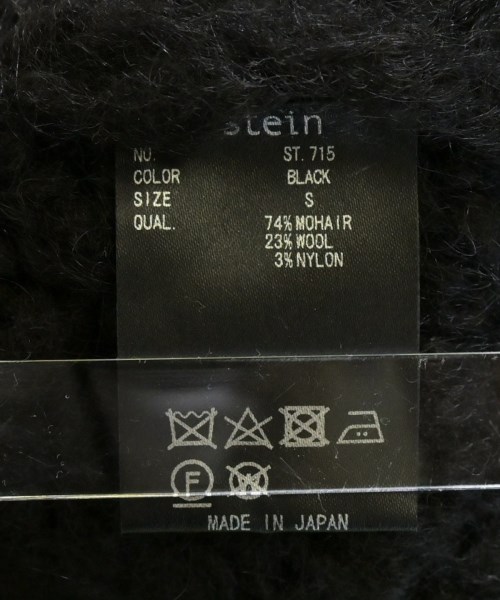 stein
NO. ST.715
COLOR BLACK
SIZE S
QUAL. 74%MOHAIR
23%WOOL
3%NYLON
F
W
MADE IN JAPAN